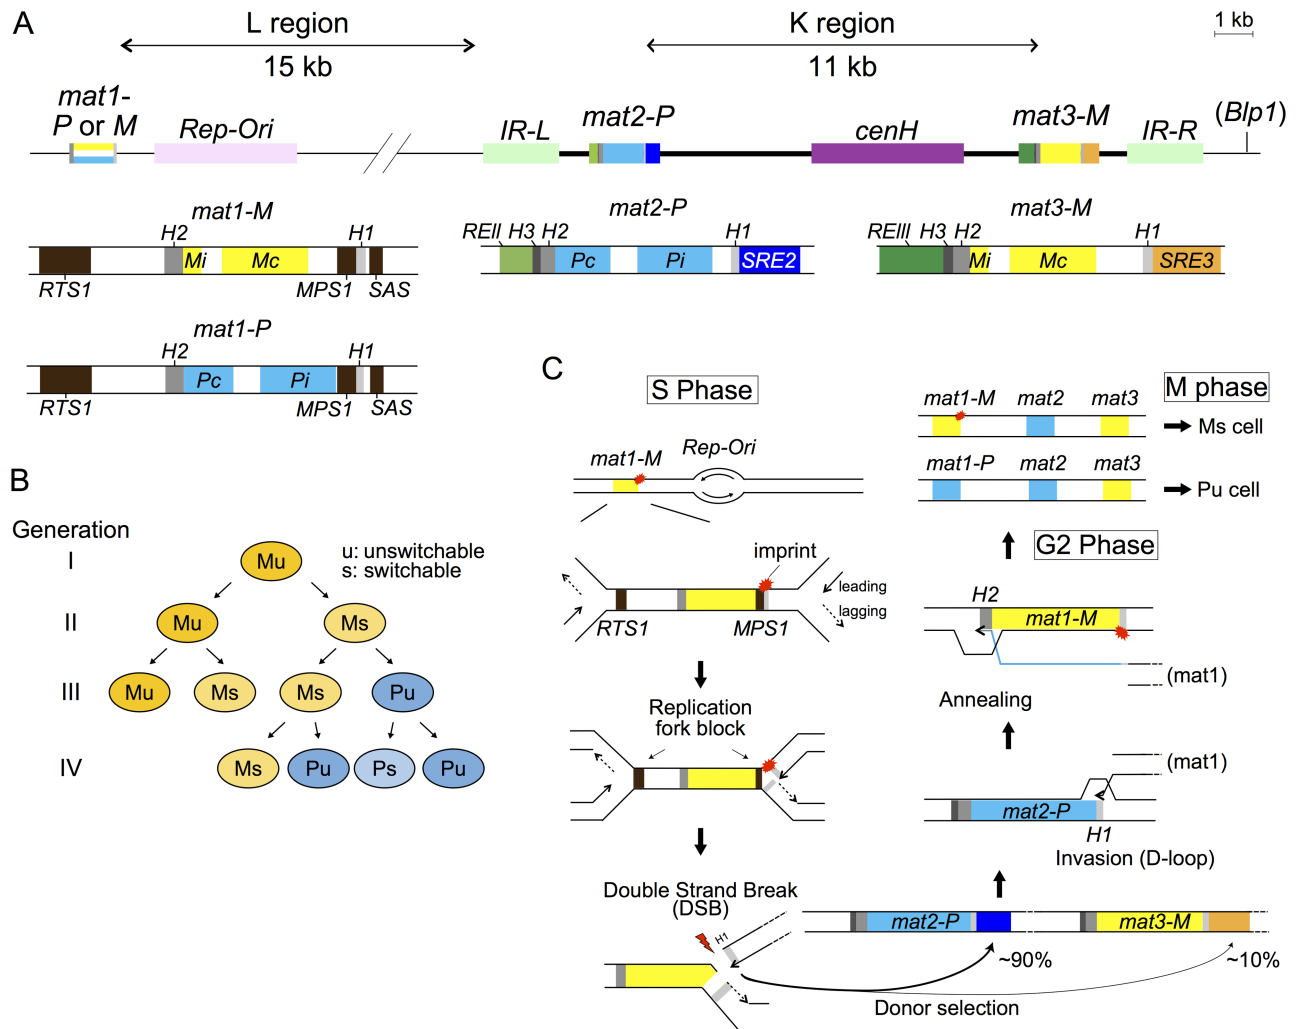 A
L region
15 kb
K region
11 kb
1 kb
mat1-
P or M
Rep-Ori
IR-L
mat2-P
cenH
mat3-M
IR-R
(Blp1)
mat1-M
H2
H1
Mi
Mc
RTS1
MPS1
SAS
mat2-P
REII
H3
H2
H1
Pc
Pi
SRE2
mat3-M
REIII
H3
H2
H1
Mi
Mc
SRE3
mat1-P
H2
H1
Pc
Pi
RTS1
MPS1
SAS
B
Generation
I
II
III
IV
u: unswitchable
s: switchable
Mu
Mu
Ms
Mu
Ms
Ms
Pu
Ms
Pu
Ps
Pu
C
S Phase
mat1-M
Rep-Ori
imprint
leading
lagging
RTS1
MPS1
Replication
fork block
Double Strand Break
(DSB)
H1
mat2-P
mat3-M
~90%
~10%
Donor selection
mat2-P
(mat1)
H1
Invasion (D-loop)
Annealing
H2
mat1-M
(mat1)
G2 Phase
M phase
mat1-M
mat2
mat3
Ms cell
mat1-P
mat2
mat3
Pu cell